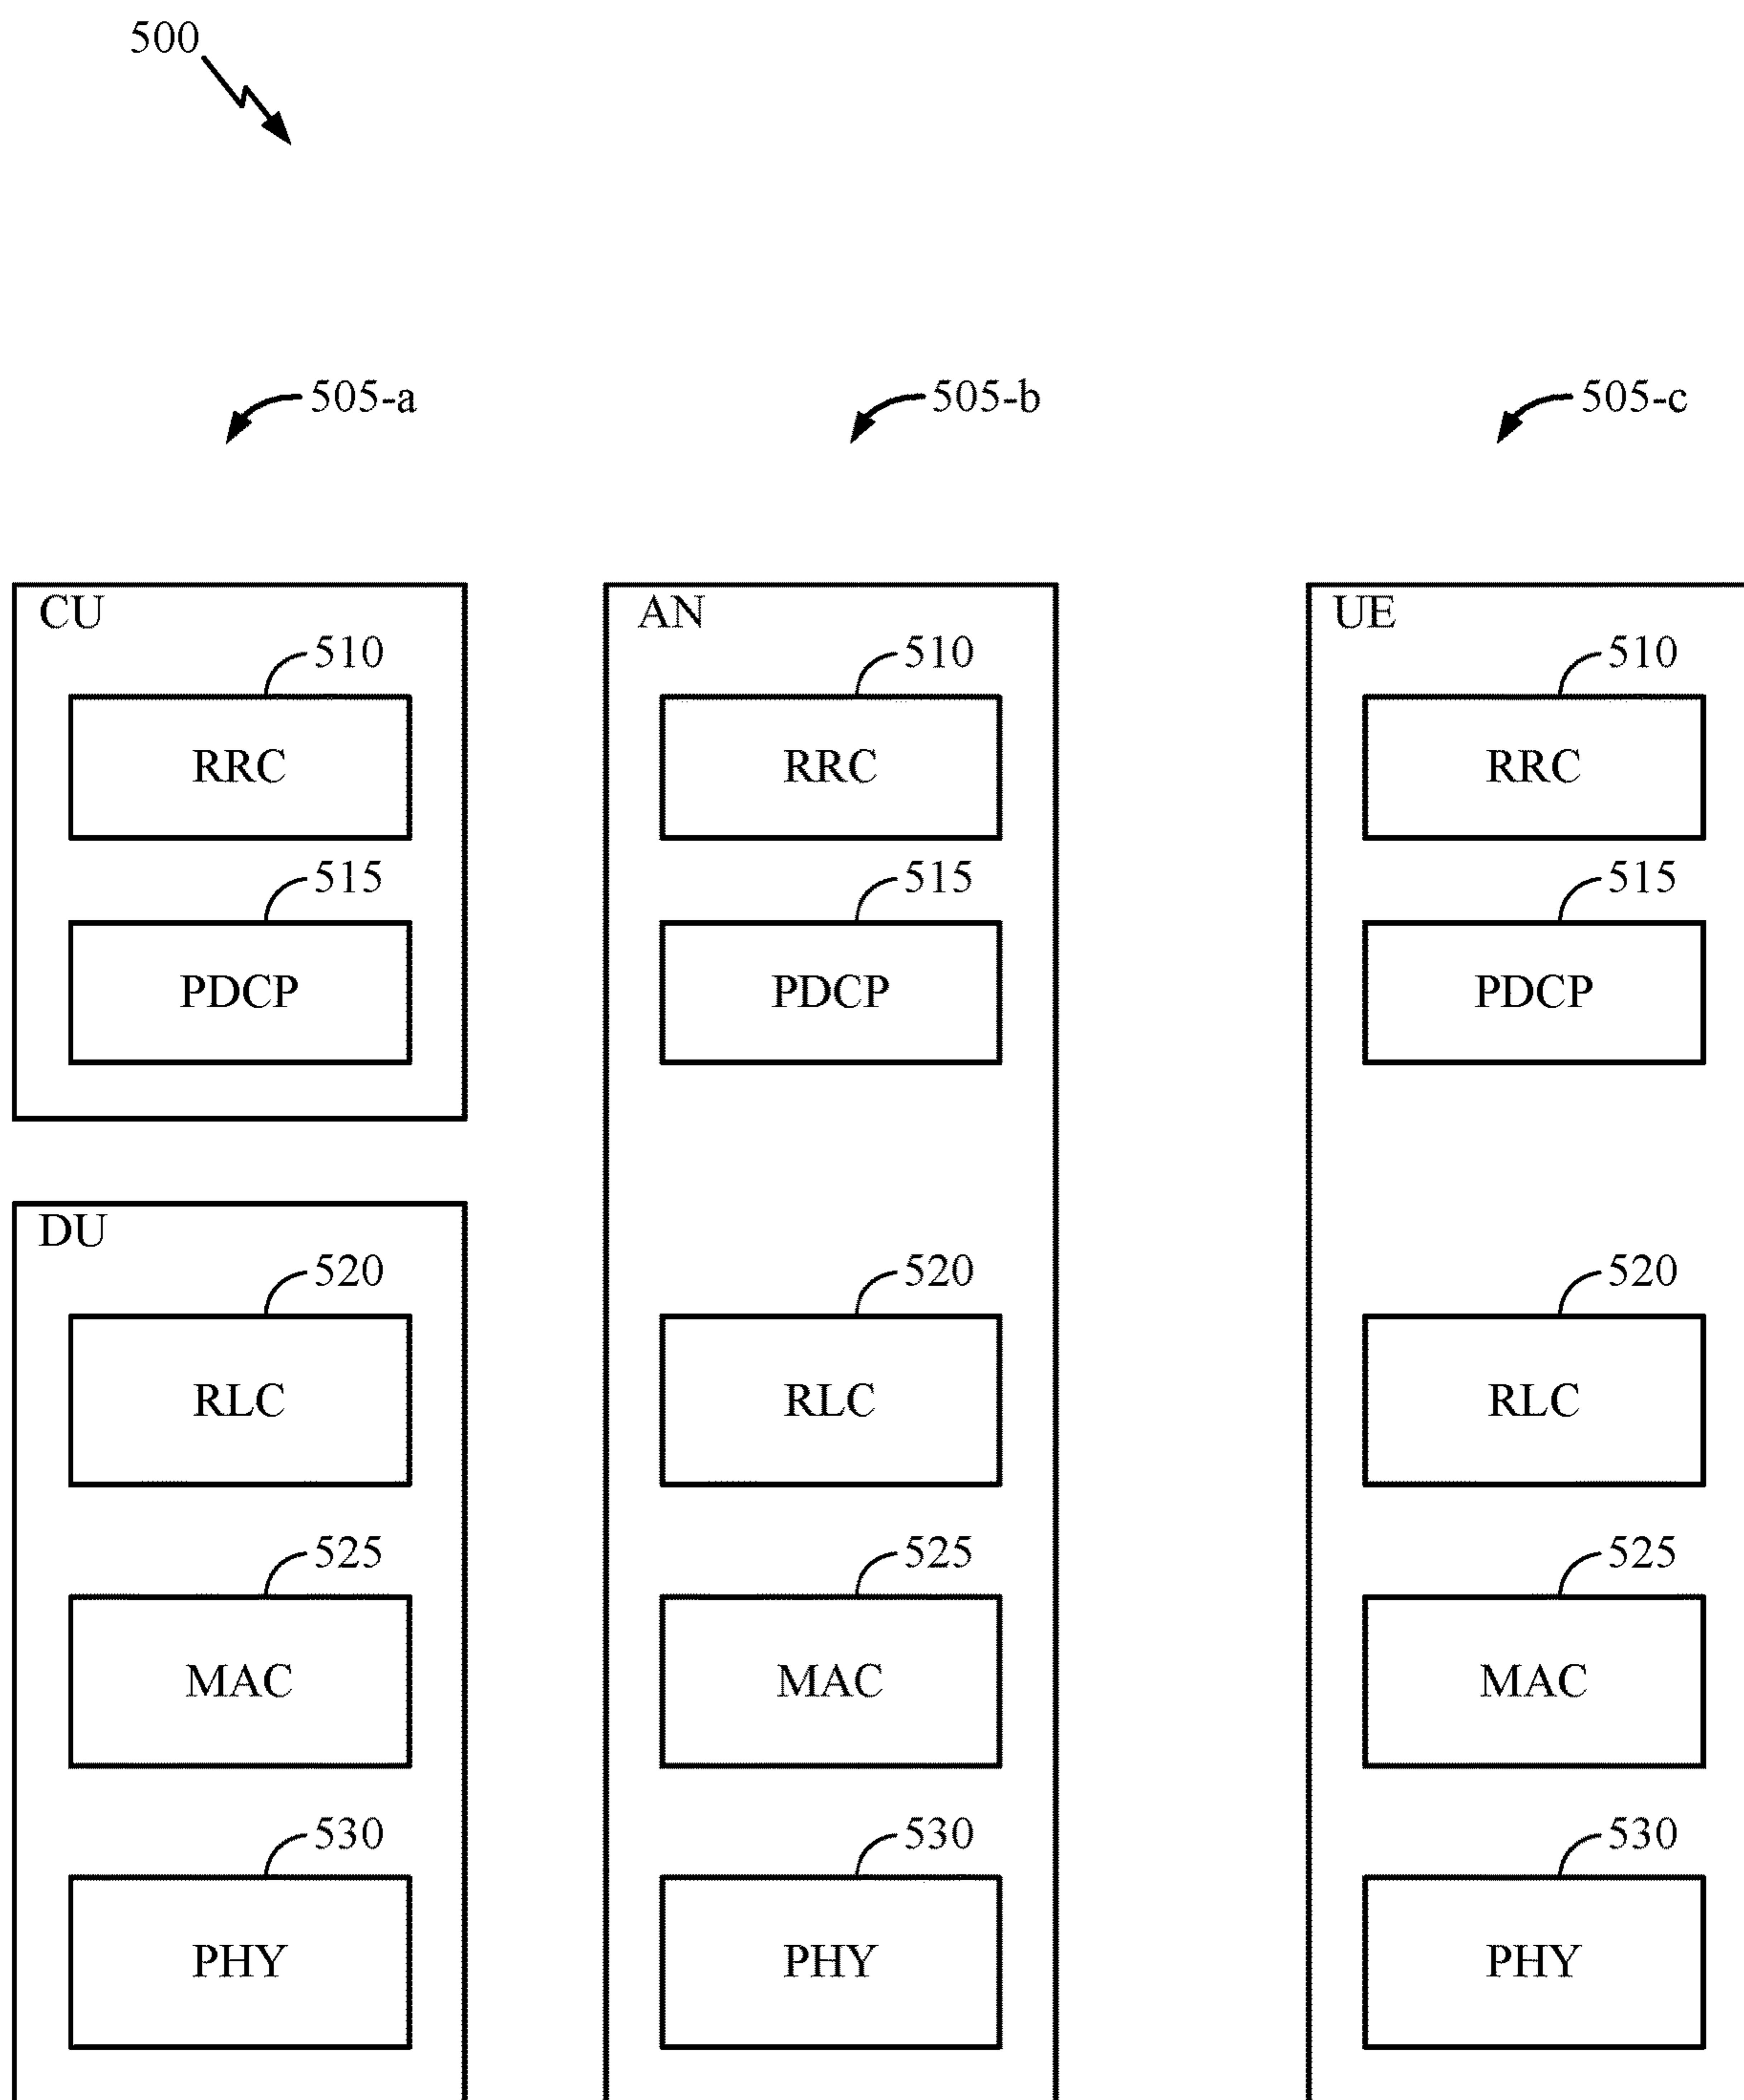 500
505-a 505-b 505-c
CU AN UE
510 510 510
RRC RRC RRC
515 515 515
PDCP PDCP PDCP
DU
520 520 520
RLC RLC RLC
525 525 525
MAC MAC MAC
530 530 530
PHY PHY PHY